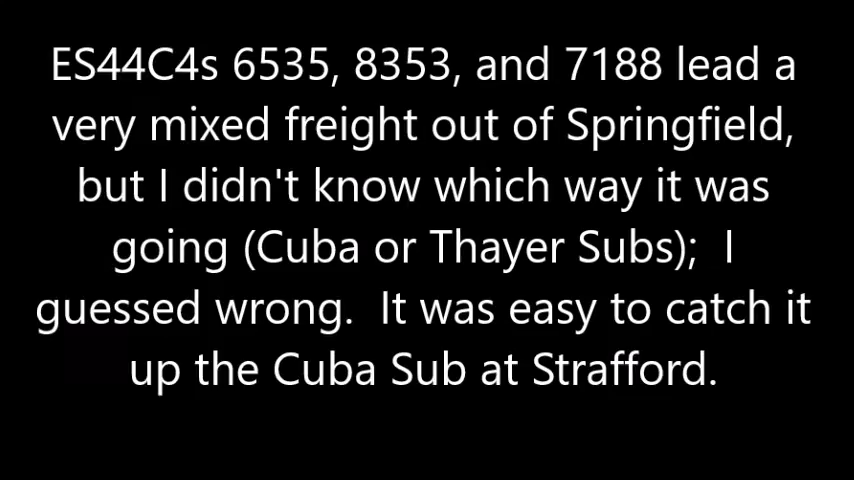 ES44C4s 6535, 8353, and 7188 lead a
very mixed freight out of Springfield,
but I didn't know which way it was
going (Cuba or Thayer Subs);  I
guessed wrong.  It was easy to catch it
up the Cuba Sub at Strafford.